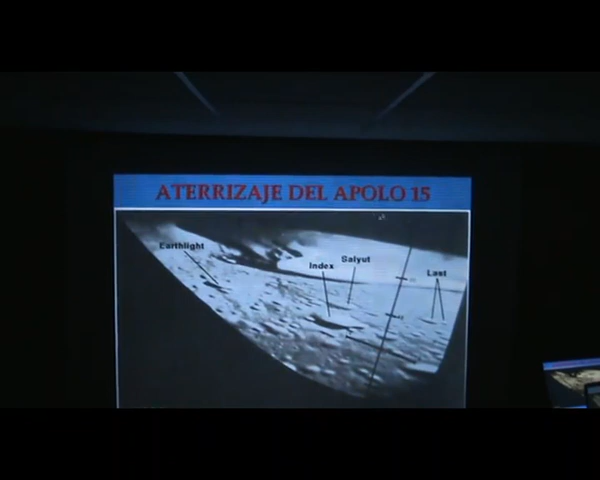 ATERRIZAJE DEL APOLO 15
Earthlight
Index
Salyut
Last